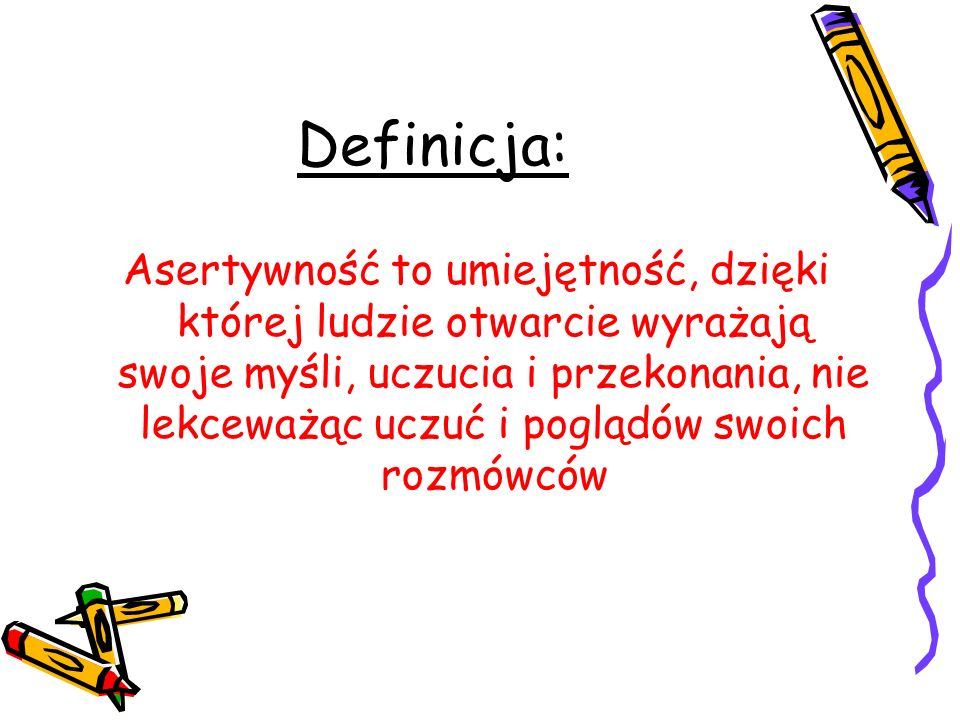 Definicja:
Asertywność to umiejętność, dzięki
której ludzie otwarcie wyrażają
swoje myśli, uczucia i przekonania, nie
lekceważąc uczuć i poglądów swoich
rozmówców